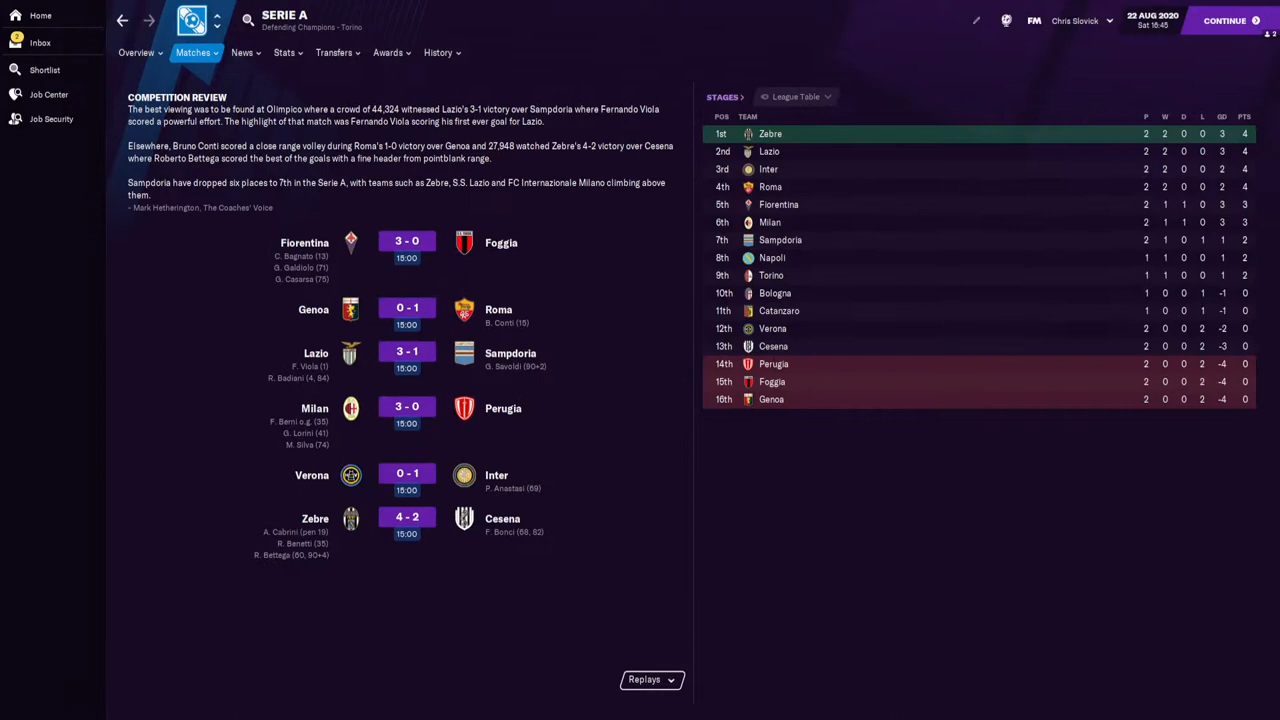 Home
Inbox
2
Shortlist
Job Center
Job Security
SERIE A
Defending Champions - Torino
FM
Chris Slovick
22 AUG 2020
Sat 16:45
CONTINUE
2
Overview
Matches
News
Stats
Transfers
Awards
History
COMPETITION REVIEW
The best viewing was to be found at Olimpico where a crowd of 44,324 witnessed Lazio's 3-1 victory over Sampdoria where Fernando Viola
scored a powerful effort. The highlight of that match was Fernando Viola scoring his first ever goal for Lazio.
Elsewhere, Bruno Conti scored a close range volley during Roma's 1-0 victory over Genoa and 27,948 watched Zebre's 4-2 victory over Cesena
where Roberto Bettega scored the best of the goals with a fine header from pointblank range.
Sampdoria have dropped six places to 7th in the Serie A, with teams such as Zebre, S.S. Lazio and FC Internazionale Milano climbing above
them.
- Mark Hetherington, The Coaches' Voice
Fiorentina 3 - 0 Foggia
C. Bagnato (13) 15:00
G. Galdiolo (71)
G. Casarsa (75)
Genoa 0 - 1 Roma
15:00 B. Conti (15)
Lazio 3 - 1 Sampdoria
F. Viola (1) 15:00 G. Savoldi (90+2)
R. Badiani (4, 84)
Milan 3 - 0 Perugia
F. Berni o.g. (35) 15:00
G. Lorini (41)
M. Silva (74)
Verona 0 - 1 Inter
15:00 P. Anastasi (69)
Zebre 4 - 2 Cesena
A. Cabrini (pen 19) 15:00 F. Bonci (68, 82)
R. Benetti (35)
R. Bettega (60, 90+4)
Replays
STAGES League Table
POS TEAM P W D L GD PTS
1st Zebre 2 2 0 0 3 4
2nd Lazio 2 2 0 0 3 4
3rd Inter 2 2 0 0 2 4
4th Roma 2 2 0 0 2 4
5th Fiorentina 2 1 1 0 3 3
6th Milan 2 1 1 0 3 3
7th Sampdoria 2 1 0 1 1 2
8th Napoli 1 1 0 0 1 2
9th Torino 1 1 0 0 1 2
10th Bologna 1 0 0 1 -1 0
11th Catanzaro 1 0 0 1 -1 0
12th Verona 2 0 0 2 -2 0
13th Cesena 2 0 0 2 -3 0
14th Perugia 2 0 0 2 -4 0
15th Foggia 2 0 0 2 -4 0
16th Genoa 2 0 0 2 -4 0